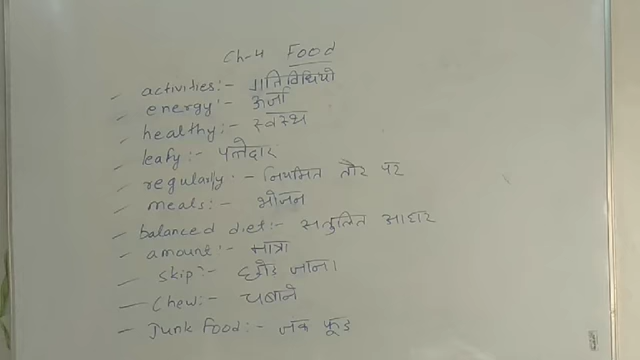 Ch-4 Food
activities:- गतिविधियों
energy:- ऊर्जा
healthy:- स्वस्थ
leafy:- पत्तेदार
regularly:- नियमित तौर पर
meals:- भोजन
balanced diet:- सन्तुलित आहार
amount:- मात्रा
skip:- छोड़ जाना।
Chew:- चबाने
Junk Food:- जंक फूड